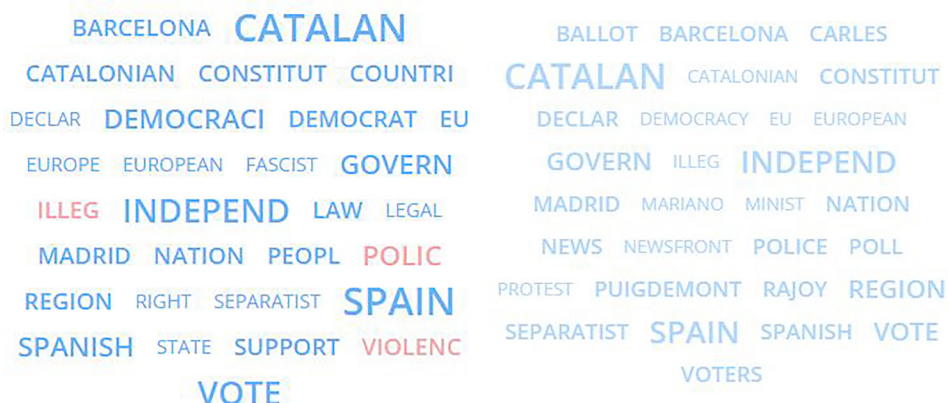 BARCELONA CATALAN
CATALONIAN CONSTITUT COUNTRI
DECLAR DEMOCRACI DEMOCRAT EU
EUROPE EUROPEAN FASCIST GOVERN
ILLEG INDEPEND LAW LEGAL
MADRID NATION PEOPL POLIC
REGION RIGHT SEPARATIST SPAIN
SPANISH STATE SUPPORT VIOLENC
VOTE
BALLOT BARCELONA CARLES
CATALAN CATALONIAN CONSTITUT
DECLAR DEMOCRACY EU EUROPEAN
GOVERN ILLEG INDEPEND
MADRID MARIANO MINIST NATION
NEWS NEWSFRONT POLICE POLL
PROTEST PUIGDEMONT RAJOY REGION
SEPARATIST SPAIN SPANISH VOTE
VOTERS